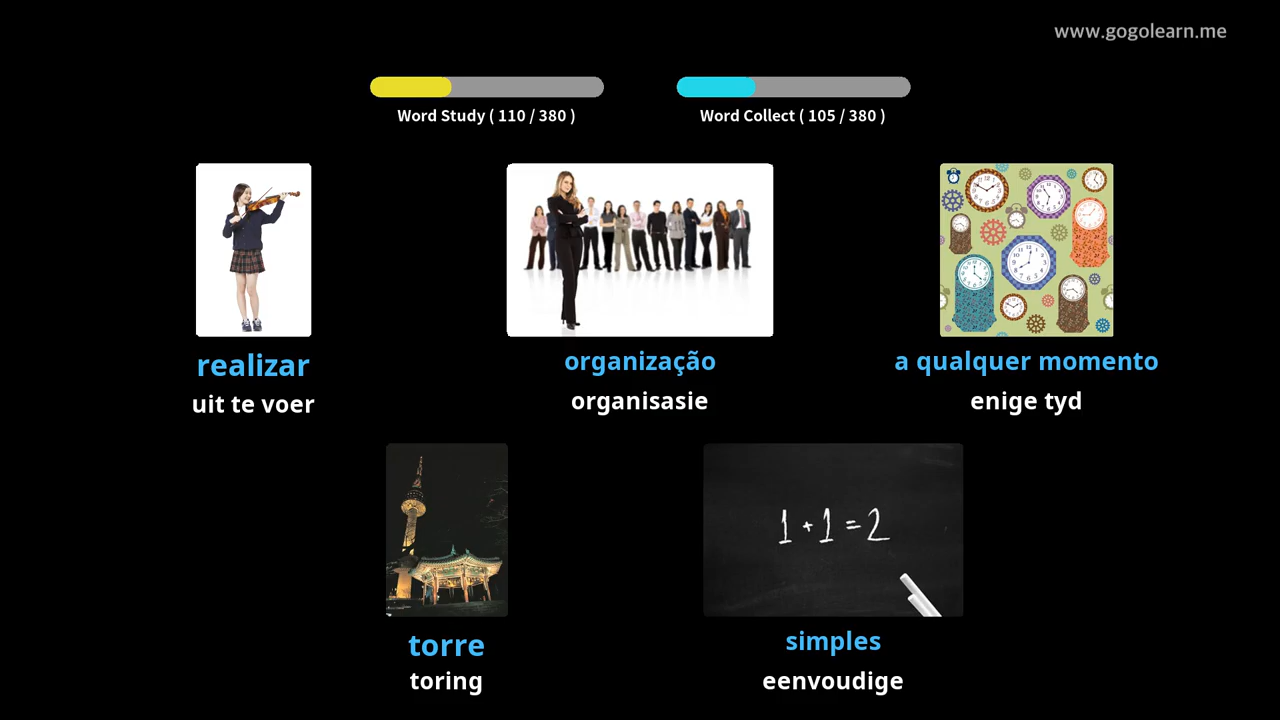 www.gogolearn.me
Word Study ( 110 / 380 )
Word Collect ( 105 / 380 )
realizar
uit te voer
organização
organisasie
a qualquer momento
enige tyd
1 + 1 = 2
torre
toring
simples
eenvoudige